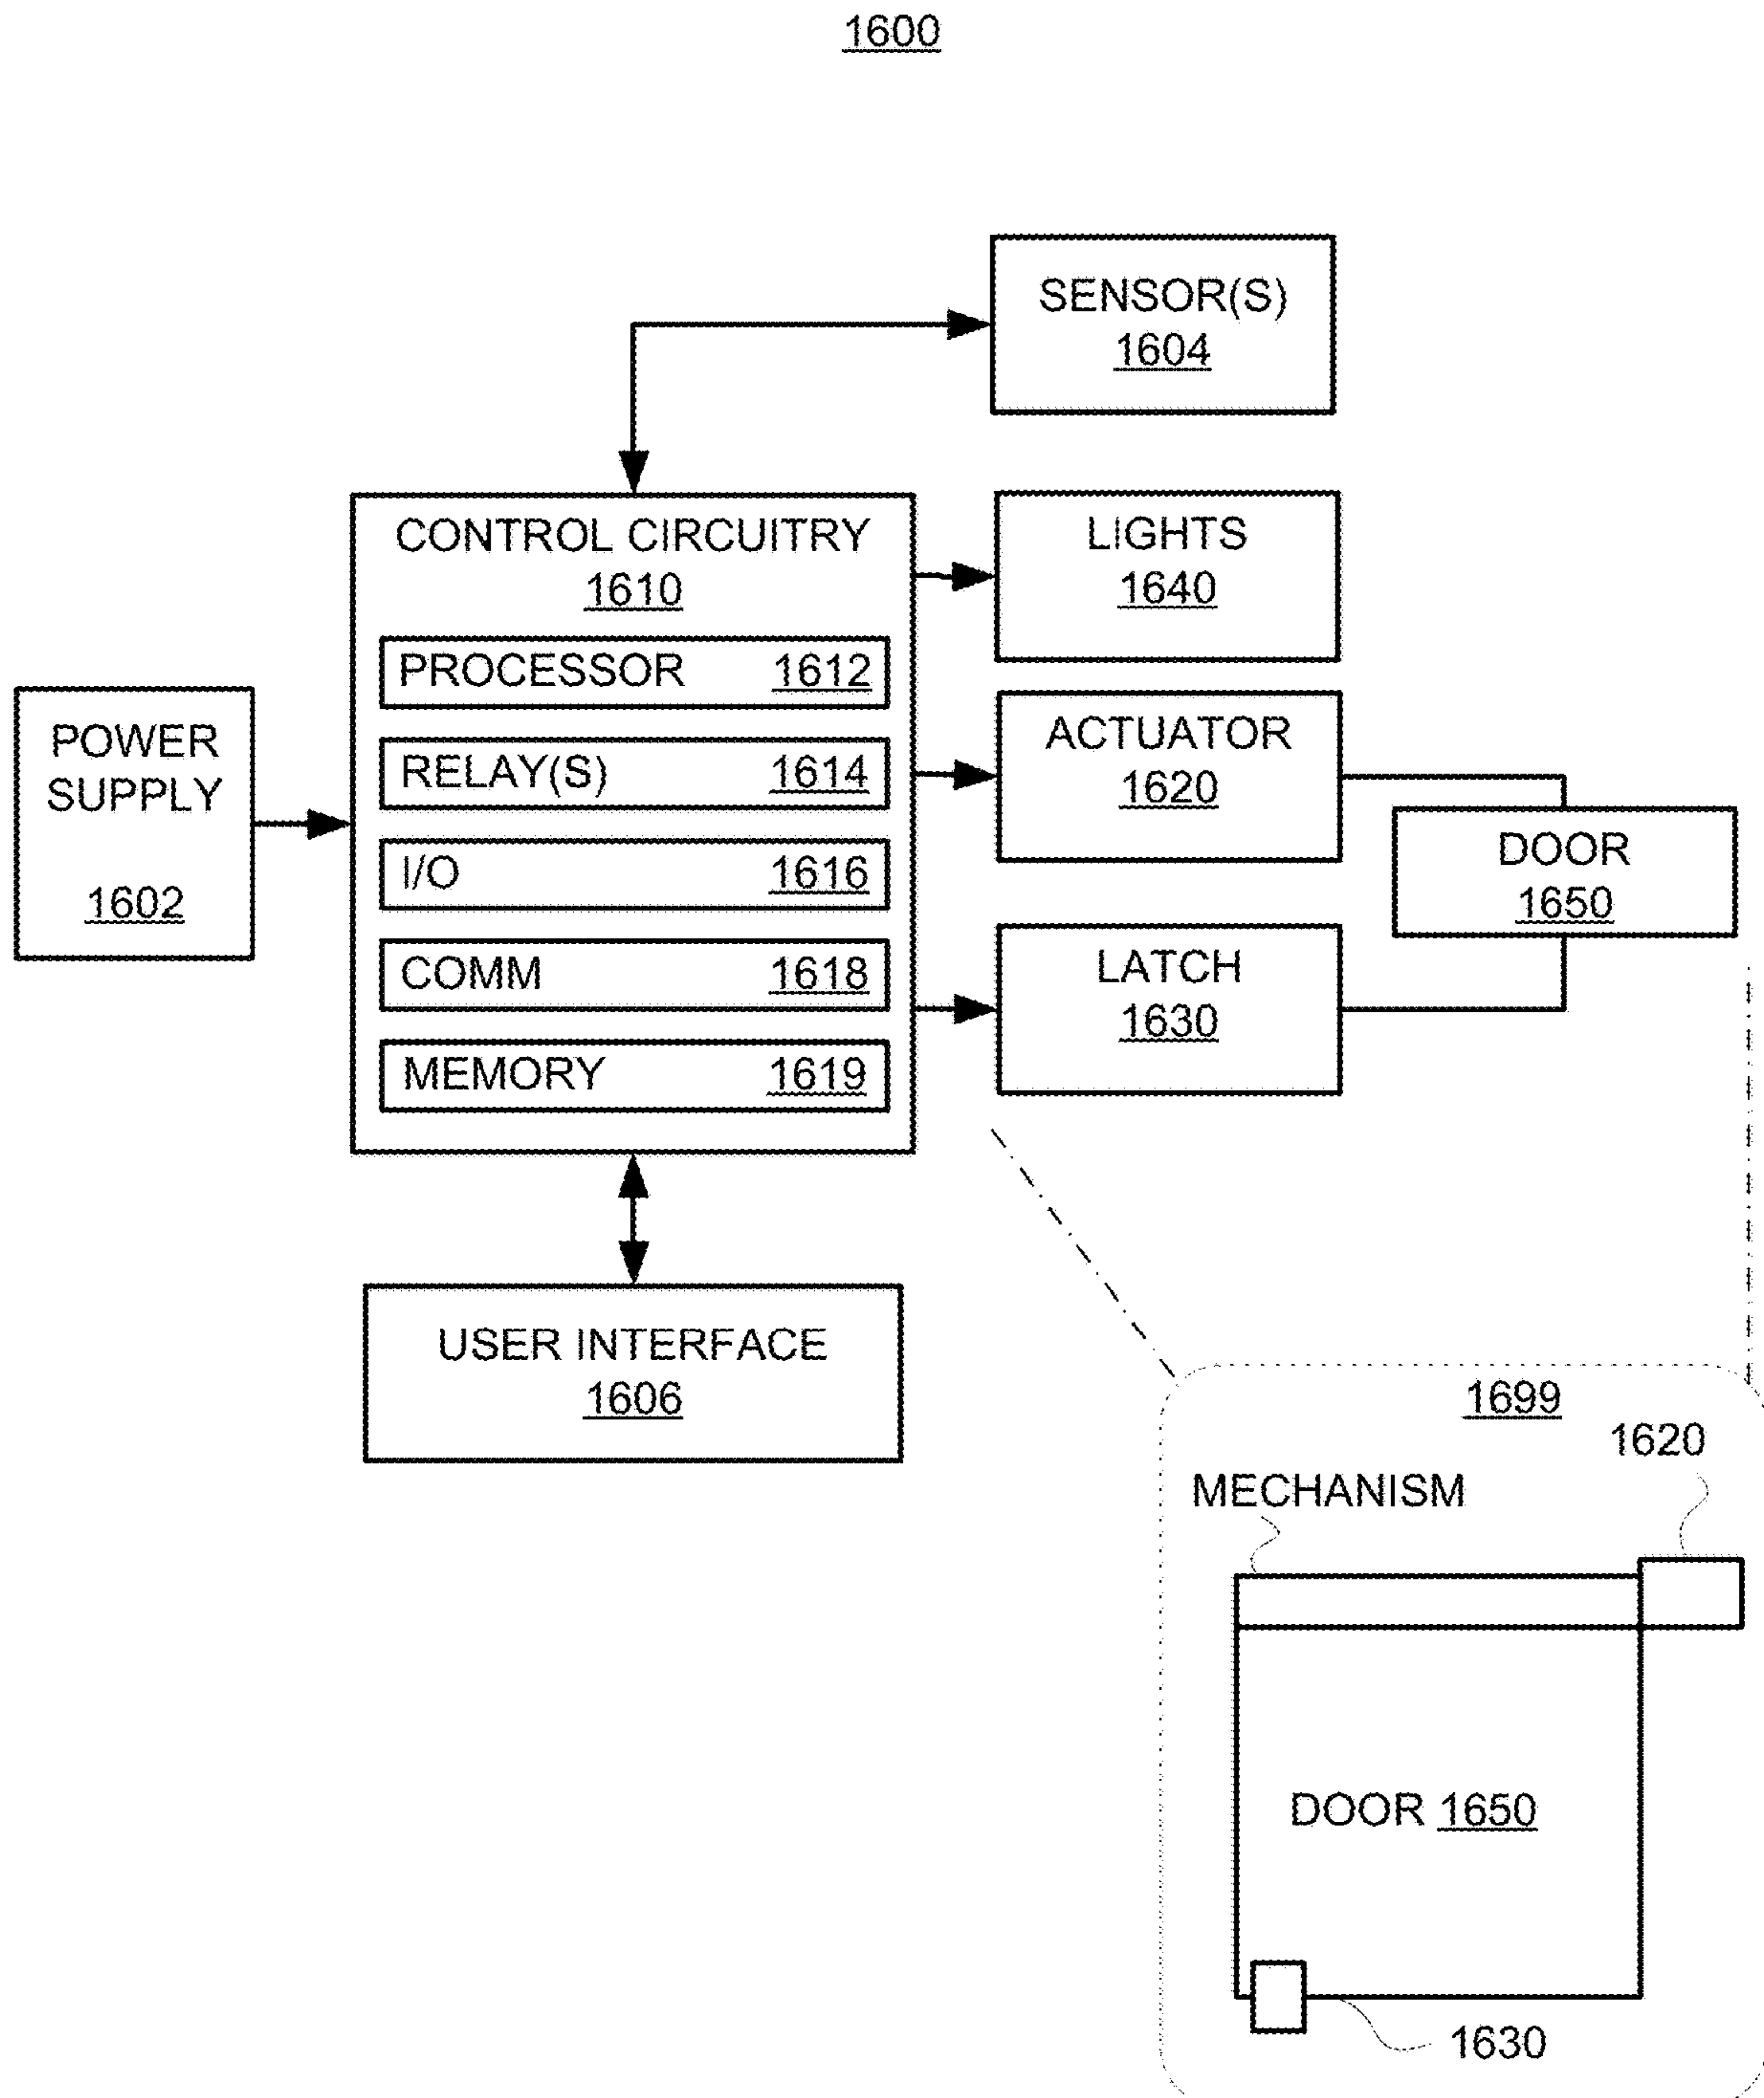 1600
SENSOR(S)
1604
CONTROL CIRCUITRY
1610
PROCESSOR 1612
RELAY(S) 1614
I/O 1616
COMM 1618
MEMORY 1619
LIGHTS
1640
POWER
SUPPLY
1602
ACTUATOR
1620
DOOR
1650
LATCH
1630
USER INTERFACE
1606
1699
1620
MECHANISM
DOOR 1650
1630